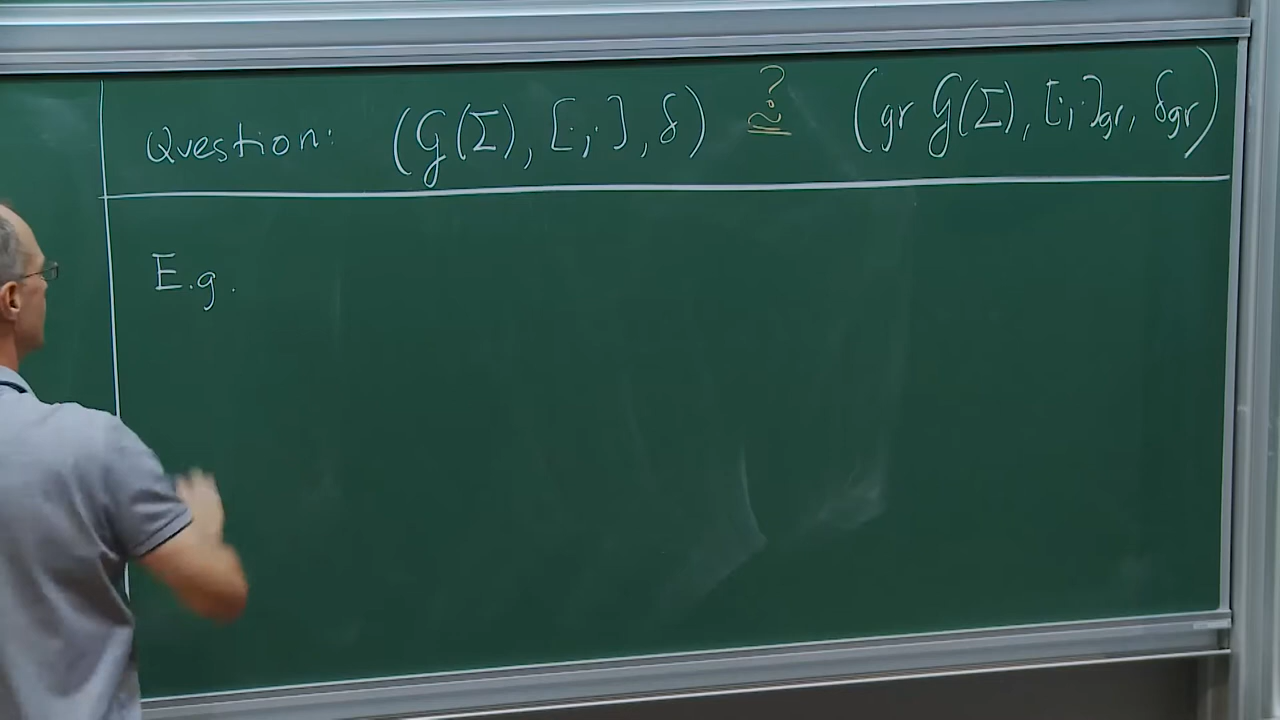 Question: (G(Σ), [·,·], δ) ≅? (gr G(Σ), [·,·]gr, δgr)
E.g.